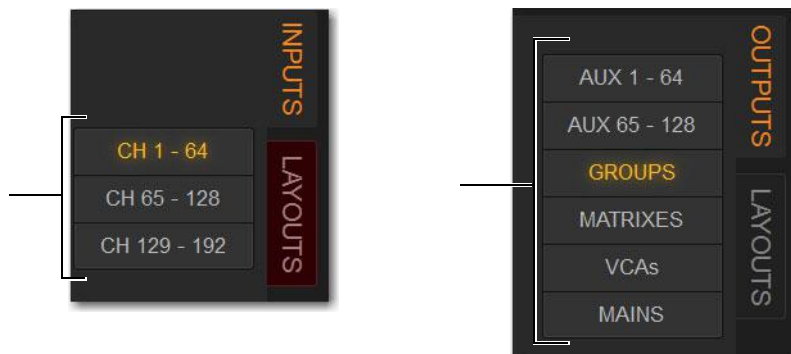 INPUTS
CH 1 - 64
CH 65 - 128
CH 129 - 192
LAYOUTS
OUTPUTS
AUX 1 - 64
AUX 65 - 128
GROUPS
MATRIXES
VCAs
MAINS
LAYOUTS